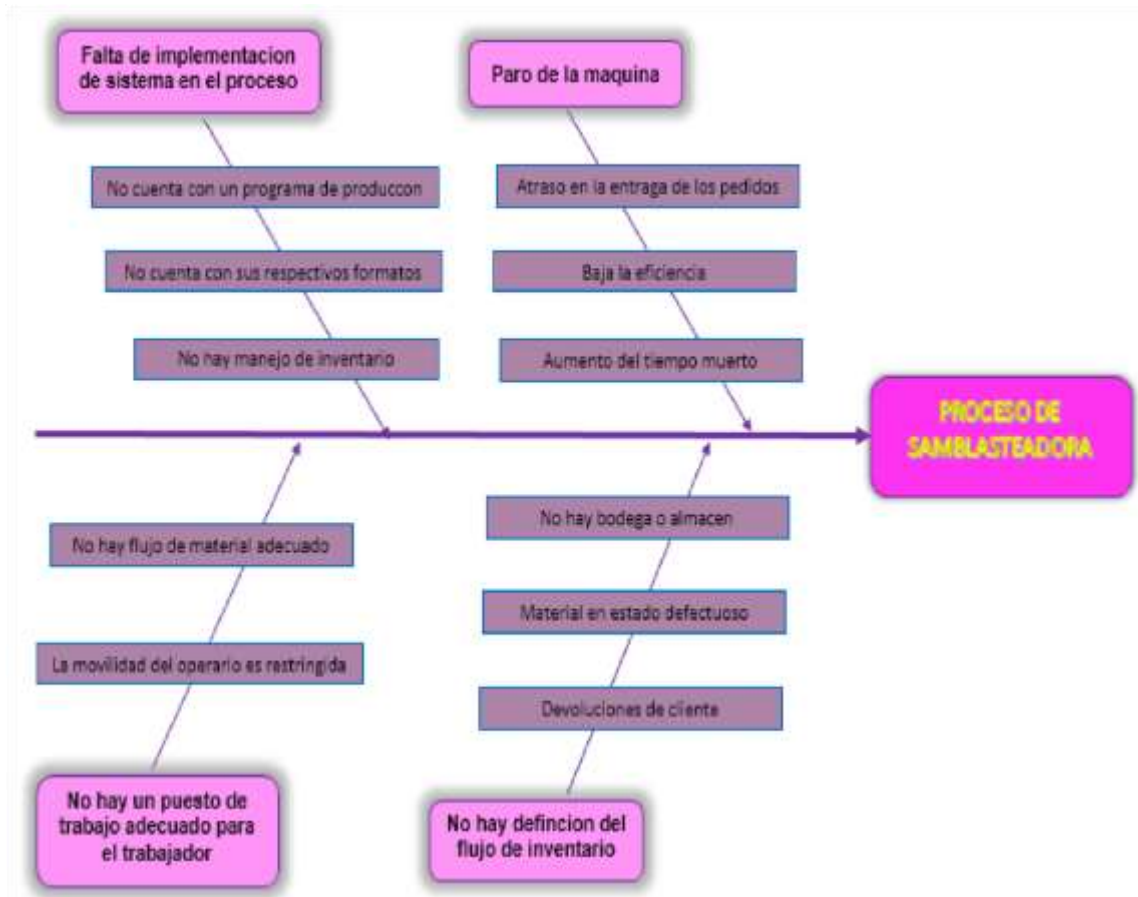 Falta de implementacion
de sistema en el proceso
Paro de la maquina
No cuenta con un programa de produccon
Atraso en la entraga de los pedidos
No cuenta con sus respectivos formatos
Baja la eficiencia
No hay manejo de inventario
Aumento del tiempo muerto
PROCESO DE
SAMBLASTEADORA
No hay bodega o almacen
No hay flujo de material adecuado
Material en estado defectuoso
La movilidad del operario es restringida
Devoluciones de cliente
No hay un puesto de
trabajo adecuado para
el trabajador
No hay defincion del
flujo de inventario